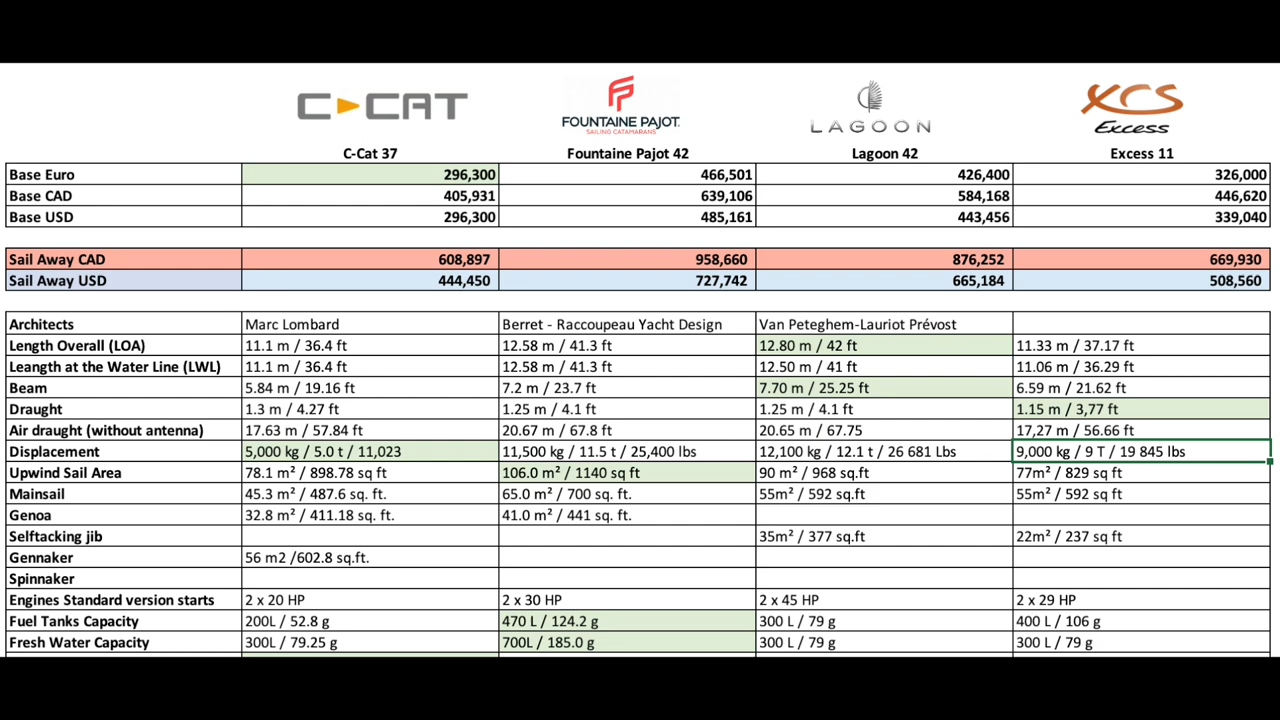 C CAT FOUNTAINE PAJOT LAGOON XCS
SAILING CATAMARANS Excess
C-Cat 37 Fountaine Pajot 42 Lagoon 42 Excess 11
Base Euro 296,300 466,501 426,400 326,000
Base CAD 405,931 639,106 584,168 446,620
Base USD 296,300 485,161 443,456 339,040
Sail Away CAD 608,897 958,660 876,252 669,930
Sail Away USD 444,450 727,742 665,184 508,560
Architects Marc Lombard Berret - Raccoupeau Yacht Design Van Peteghem-Lauriot Prévost
Length Overall (LOA) 11.1 m / 36.4 ft 12.58 m / 41.3 ft 12.80 m / 42 ft 11.33 m / 37.17 ft
Leangth at the Water Line (LWL) 11.1 m / 36.4 ft 12.58 m / 41.3 ft 12.50 m / 41 ft 11.06 m / 36.29 ft
Beam 5.84 m / 19.16 ft 7.2 m / 23.7 ft 7.70 m / 25.25 ft 6.59 m / 21.62 ft
Draught 1.3 m / 4.27 ft 1.25 m / 4.1 ft 1.25 m / 4.1 ft 1.15 m / 3,77 ft
Air draught (without antenna) 17.63 m / 57.84 ft 20.67 m / 67.8 ft 20.65 m / 67.75 17,27 m / 56.66 ft
Displacement 5,000 kg / 5.0 t / 11,023 11,500 kg / 11.5 t / 25,400 lbs 12,100 kg / 12.1 t / 26 681 Lbs 9,000 kg / 9 T / 19 845 lbs
Upwind Sail Area 78.1 m² / 898.78 sq ft 106.0 m² / 1140 sq ft 90 m² / 968 sq.ft 77m² / 829 sq ft
Mainsail 45.3 m² / 487.6 sq. ft. 65.0 m² / 700 sq. ft. 55m² / 592 sq.ft 55m² / 592 sq ft
Genoa 32.8 m² / 411.18 sq. ft. 41.0 m² / 441 sq. ft.
Selftacking jib 35m² / 377 sq.ft 22m² / 237 sq ft
Gennaker 56 m2 /602.8 sq.ft.
Spinnaker
Engines Standard version starts 2 x 20 HP 2 x 30 HP 2 x 45 HP 2 x 29 HP
Fuel Tanks Capacity 200L / 52.8 g 470 L / 124.2 g 300 L / 79 g 400 L / 106 g
Fresh Water Capacity 300L / 79.25 g 700L / 185.0 g 300 L / 79 g 300 L / 79 g